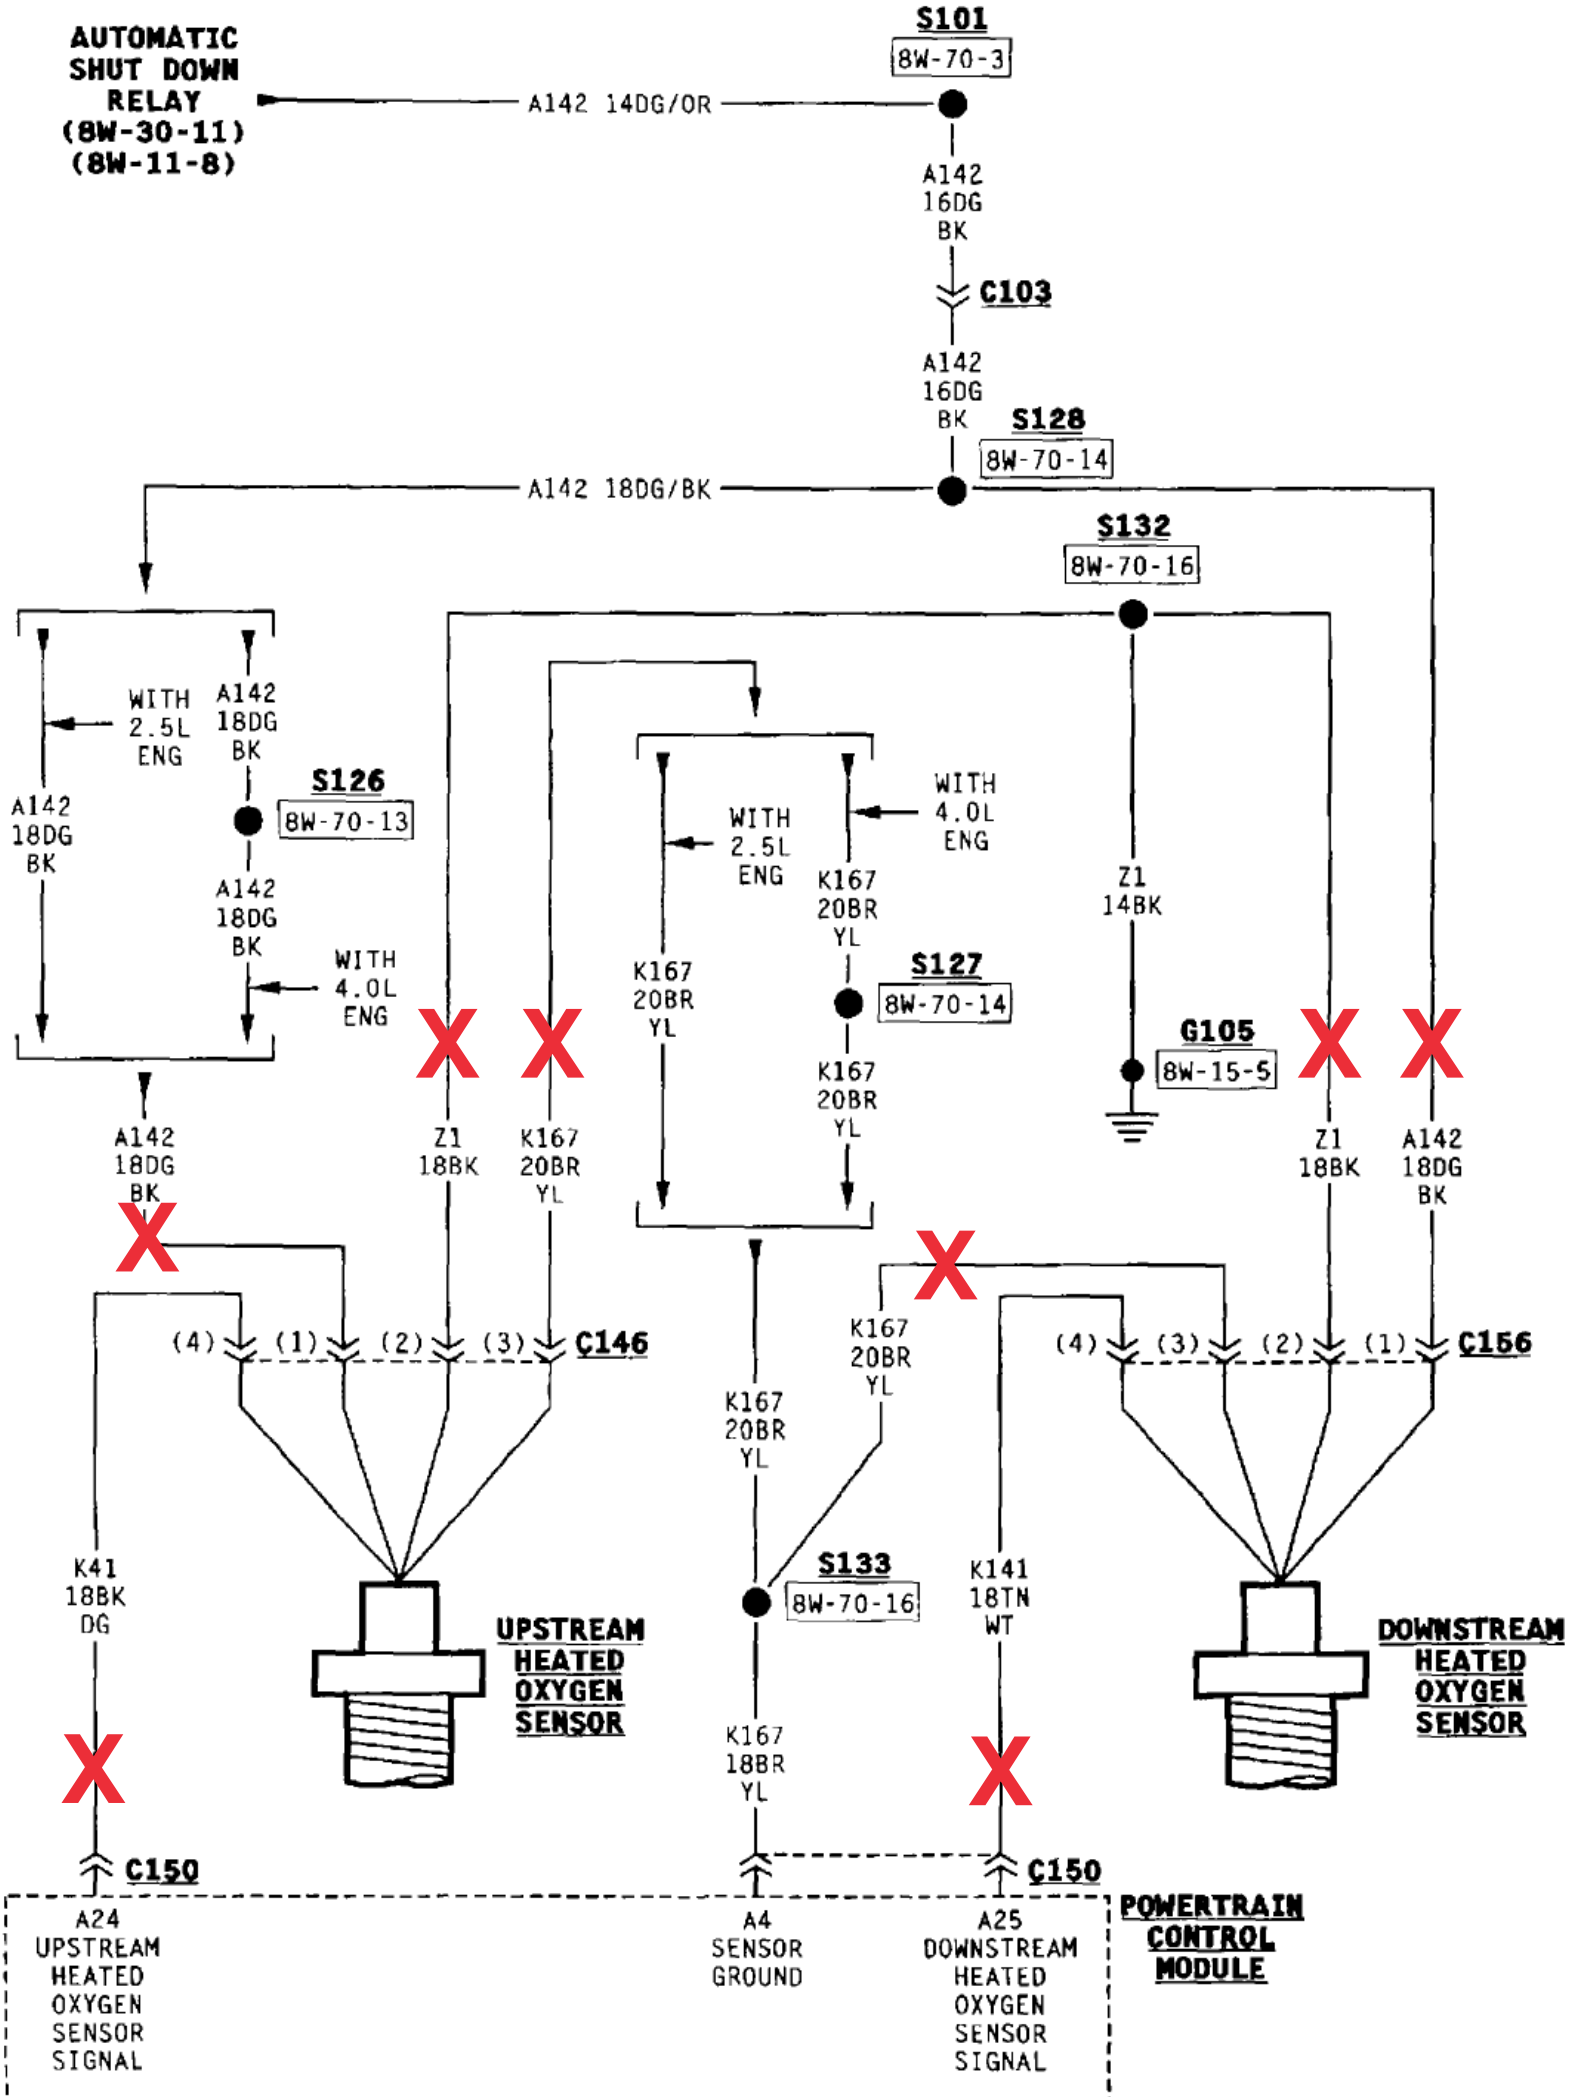 S101
8W-70-3
AUTOMATIC
SHUT DOWN
RELAY
(8W-30-11)
(8W-11-8)
A142 14DG/OR
A142
16DG
BK
C103
A142
16DG
BK
S128
8W-70-14
A142 18DG/BK
S132
8W-70-16
WITH
2.5L
ENG
A142
18DG
BK
S126
8W-70-13
A142
18DG
BK
A142
18DG
BK
WITH
4.0L
ENG
WITH
2.5L
ENG
WITH
4.0L
ENG
K167
20BR
YL
S127
8W-70-14
K167
20BR
YL
K167
20BR
YL
Z1
14BK
G105
8W-15-5
X
X
X
X
A142
18DG
BK
Z1
18BK
K167
20BR
YL
Z1
18BK
A142
18DG
BK
X
X
(4)
(1)
(2)
(3)
C146
K167
20BR
YL
(4)
(3)
(2)
(1)
C156
K167
20BR
YL
K41
18BK
DG
UPSTREAM
HEATED
OXYGEN
SENSOR
S133
8W-70-16
K141
18TN
WT
DOWNSTREAM
HEATED
OXYGEN
SENSOR
K167
18BR
YL
X
X
C150
C150
POWERTRAIN
CONTROL
MODULE
A24
UPSTREAM
HEATED
OXYGEN
SENSOR
SIGNAL
A4
SENSOR
GROUND
A25
DOWNSTREAM
HEATED
OXYGEN
SENSOR
SIGNAL